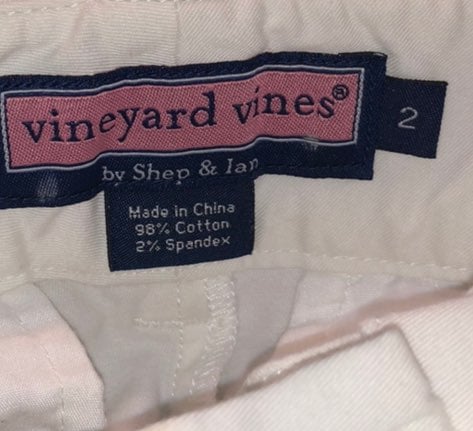 vineyard vines®
by Shep & Ian
2
Made in China
98% Cotton
2% Spandex